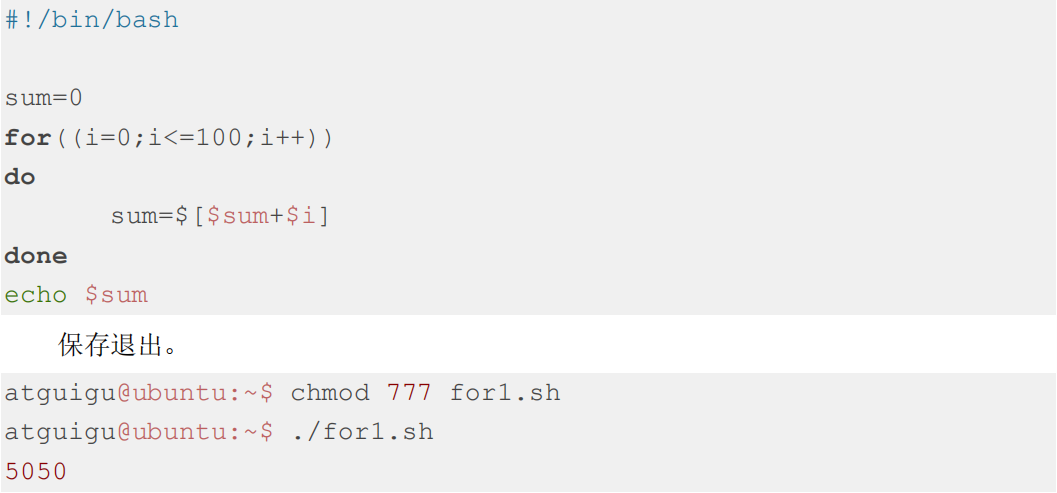 #!/bin/bash
sum=0
for((i=0;i<=100;i++))
do
        sum=$[$sum+$i]
done
echo $sum
保存退出。
atguigu@ubuntu:~$ chmod 777 for1.sh
atguigu@ubuntu:~$ ./for1.sh
5050